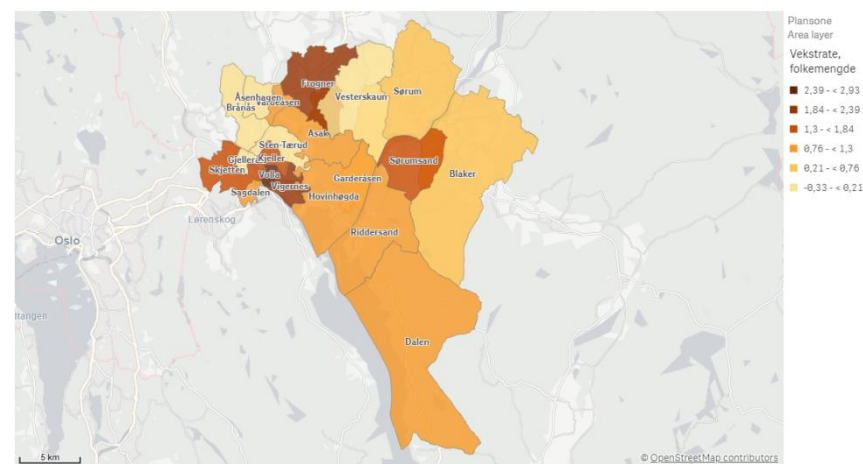 Plansone
Area layer
Vekstrate,
folkemengde
2,39 - < 2,93
1,84 - < 2,39
1,3 - < 1,84
0,76 - < 1,3
0,21 - < 0,76
-0,33 - < 0,21
Frogner
Åsenhagen
Brånås
Vardeåsen
Vesterskaun
Sørum
Asak
Sten-Tærud
Kjeller
Skjetten
Volla
Vigernes
Sagdalen
Hovinhøgda
Garderåsen
Sørumsand
Blaker
Riddersand
Dalen
Lørenskog
Oslo
5 km
© OpenStreetMap contributors